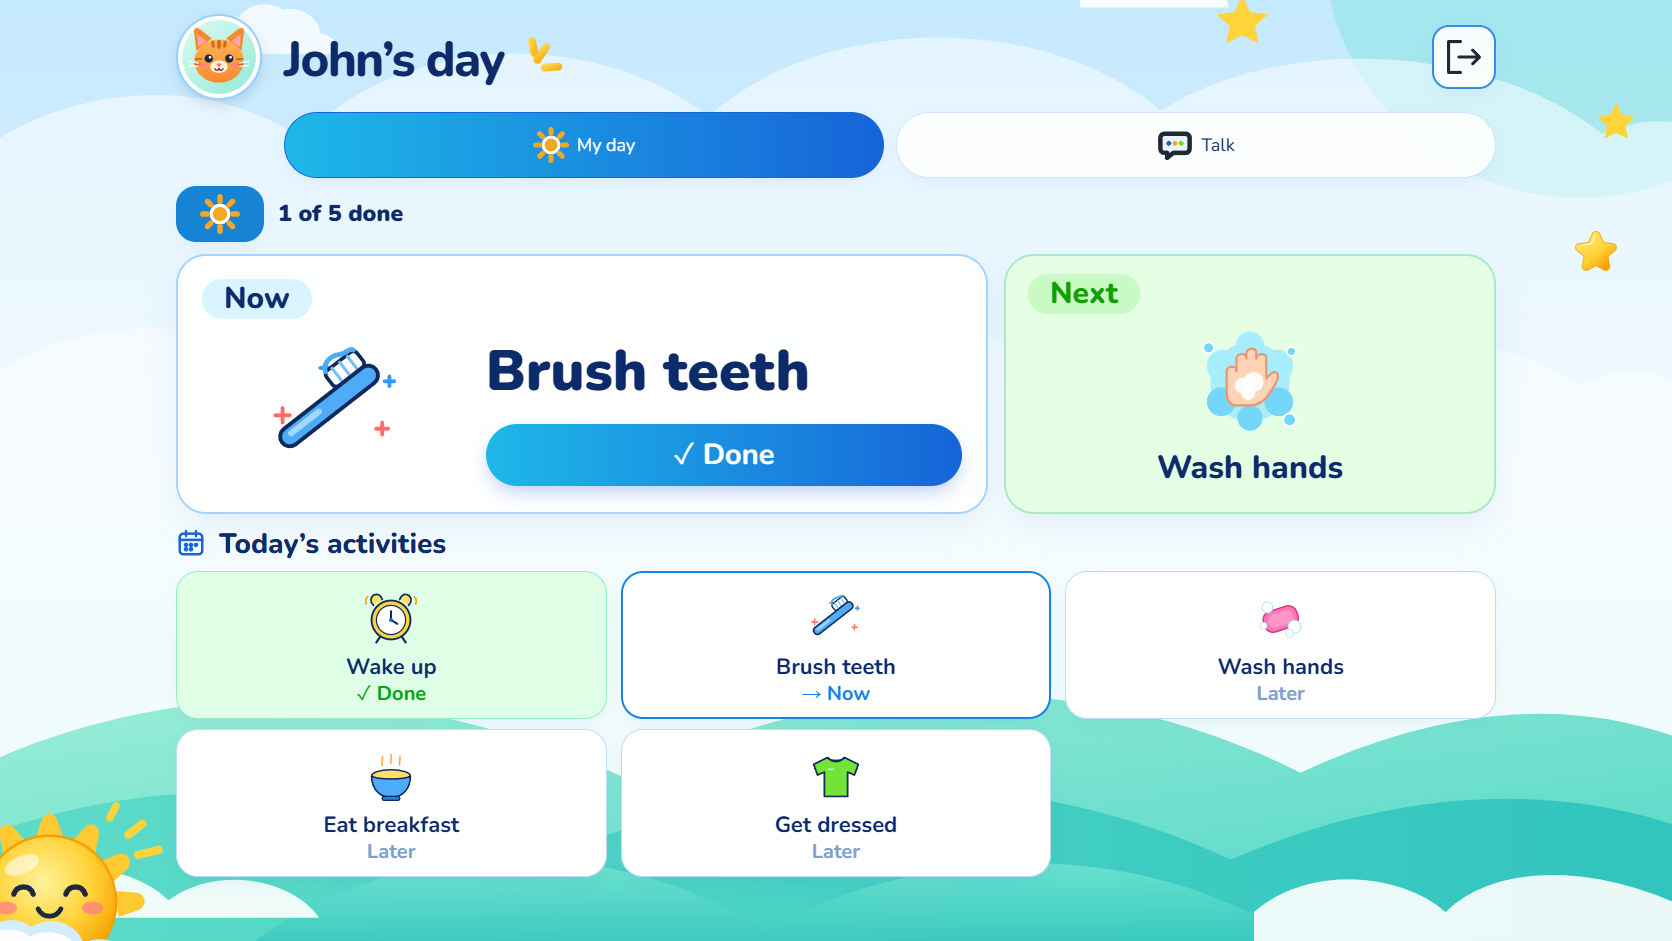 John’s day
My day
Talk
1 of 5 done
Now
Brush teeth
✓ Done
Next
Wash hands
Today’s activities
Wake up
✓ Done
Brush teeth
→ Now
Wash hands
Later
Eat breakfast
Later
Get dressed
Later